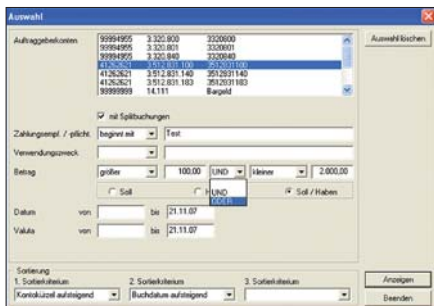 Auswahl
Auftraggeberkonten 99994955 3.320.800 3320800
99994955 3.320.801 3320801
99994955 3.320.840 3320840
41262621 3.512.831.100 3512831100
41262621 3.512.831.140 3512831140
41262621 3.512.831.183 3512831183
99999999 14.111 Bargeld
Auswahl löschen
mit Splitbuchungen
Zahlungsempf. / -pflicht. beginnt mit Test
Verwendungszweck
Betrag größer 100,00 UND kleiner 2.000,00
Soll H Soll / Haben
UND
ODER
Datum von bis 21.11.07
Valuta von bis 21.11.07
Sortierung
1. Sortierkriterium 2. Sortierkriterium 3. Sortierkriterium
Kontokürzel aufsteigend Buchdatum aufsteigend
Anzeigen
Beenden